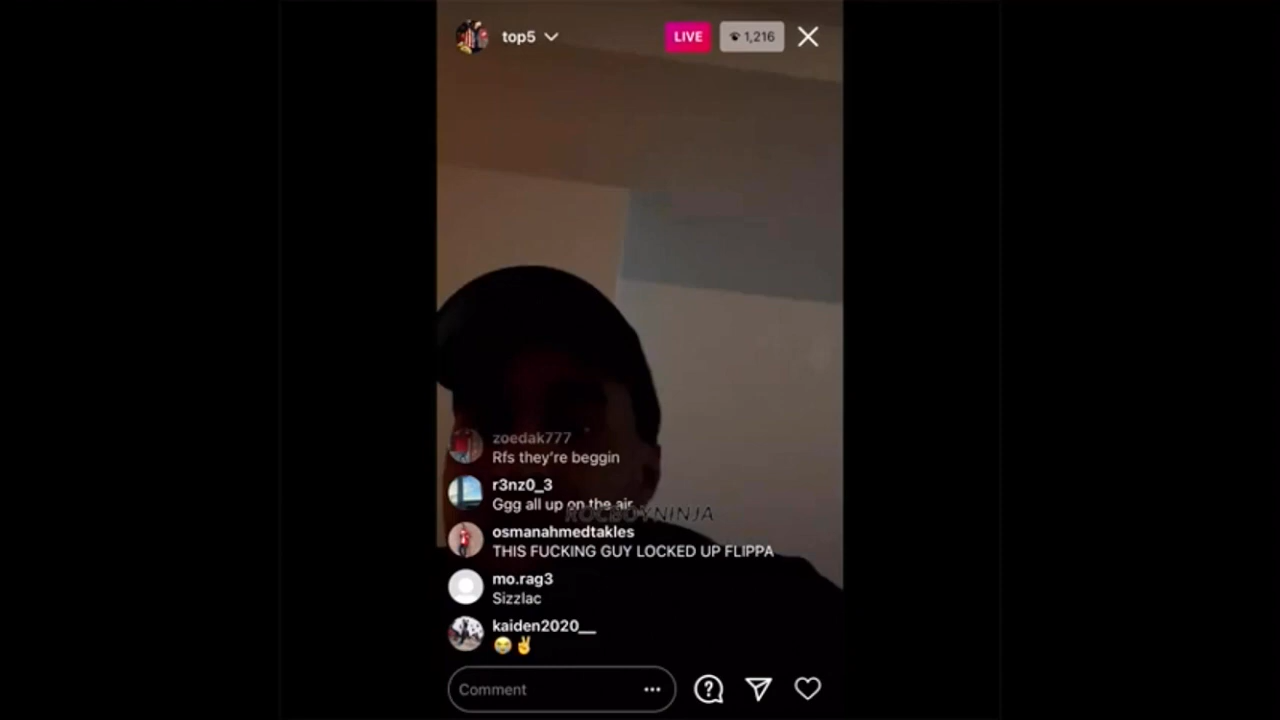 top5
LIVE
1,216
zoedak777
Rfs they're beggin
r3nz0_3
Ggg all up on the air
ROCBOYNINJA
osmanahmedtakles
THIS FUCKING GUY LOCKED UP FLIPPA
mo.rag3
Sizzlac
kaiden2020__
😭✌️
Comment